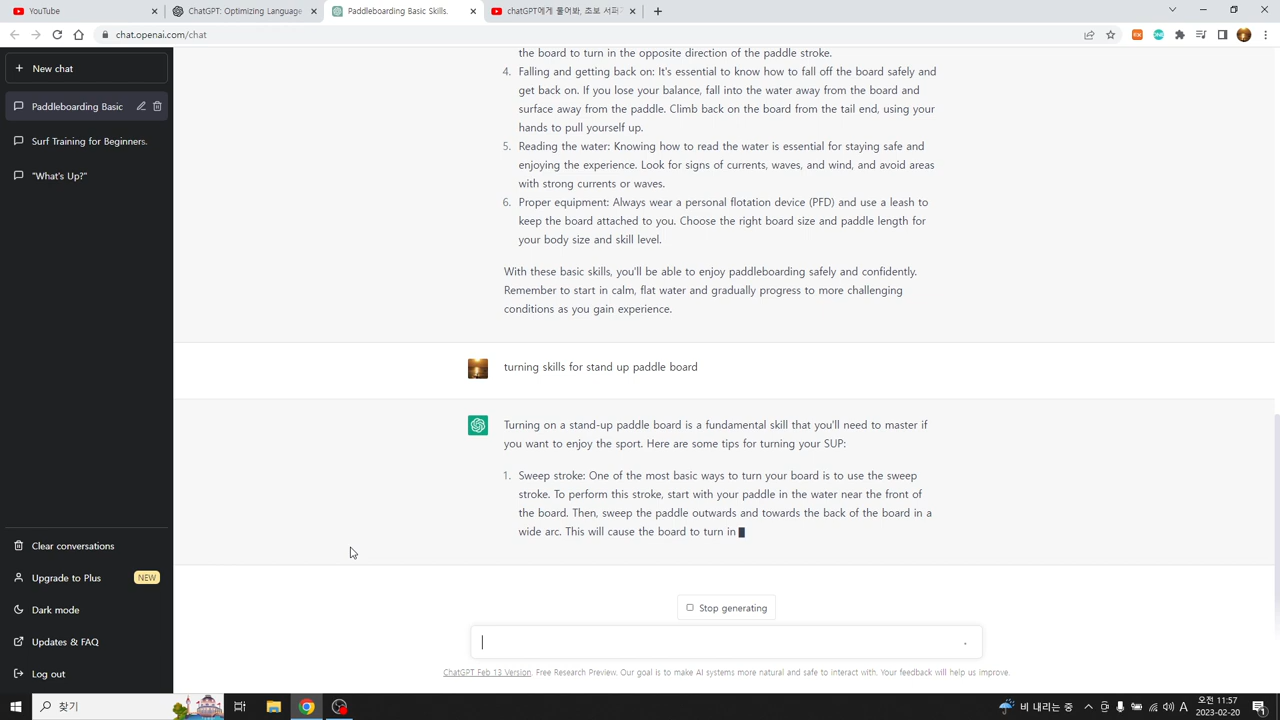 YouTube
ChatGPT: Optimizing Language
Paddleboarding Basic Skills.
chatGPT에게 물어봐, 초보 서퍼
chat.openai.com/chat
New chat
Paddleboarding Basic
Surf Training for Beginners.
"What's Up?"
the board to turn in the opposite direction of the paddle stroke.
4. Falling and getting back on: It's essential to know how to fall off the board safely and
get back on. If you lose your balance, fall into the water away from the board and
surface away from the paddle. Climb back on the board from the tail end, using your
hands to pull yourself up.
5. Reading the water: Knowing how to read the water is essential for staying safe and
enjoying the experience. Look for signs of currents, waves, and wind, and avoid areas
with strong currents or waves.
6. Proper equipment: Always wear a personal flotation device (PFD) and use a leash to
keep the board attached to you. Choose the right board size and paddle length for
your body size and skill level.
With these basic skills, you'll be able to enjoy paddleboarding safely and confidently.
Remember to start in calm, flat water and gradually progress to more challenging
conditions as you gain experience.
turning skills for stand up paddle board
Turning on a stand-up paddle board is a fundamental skill that you'll need to master if
you want to enjoy the sport. Here are some tips for turning your SUP:
1. Sweep stroke: One of the most basic ways to turn your board is to use the sweep
stroke. To perform this stroke, start with your paddle in the water near the front of
the board. Then, sweep the paddle outwards and towards the back of the board in a
wide arc. This will cause the board to turn in
Clear conversations
Upgrade to Plus NEW
Dark mode
Updates & FAQ
Log out
Stop generating
ChatGPT Feb 13 Version. Free Research Preview. Our goal is to make AI systems more natural and safe to interact with. Your feedback will help us improve.
찾기
비 내리는 중
A
오전 11:57
2023-02-20